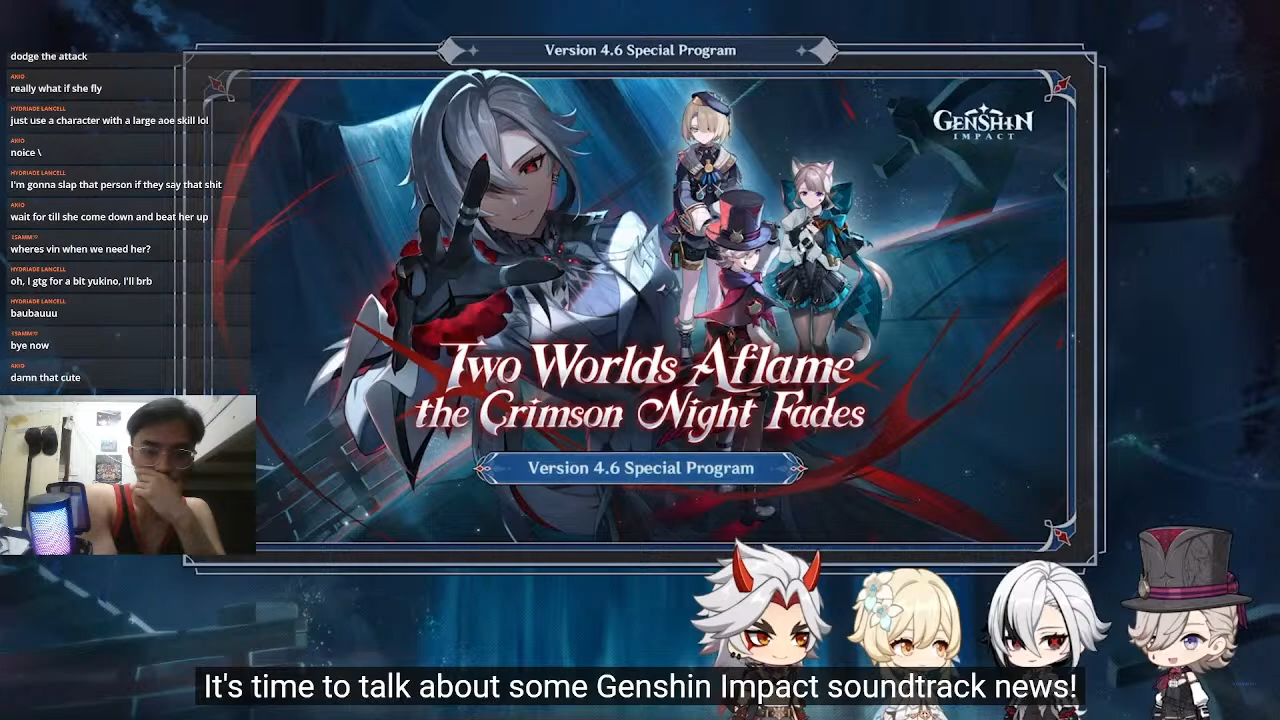 Version 4.6 Special Program
dodge the attack
AKIO
really what if she fly
HYDRIADE LANCELL
just use a character with a large aoe skill lol
AKIO
noice \
HYDRIADE LANCELL
I'm gonna slap that person if they say that shit
AKIO
wait for till she come down and beat her up
wheres vin when we need her?
HYDRIADE LANCELL
oh, I gtg for a bit yukino, I'll brb
HYDRIADE LANCELL
baubauuu
bye now
AKIO
damn that cute
GENSHIN
IMPACT
Two Worlds Aflame
the Crimson Night Fades
Version 4.6 Special Program
It's time to talk about some Genshin Impact soundtrack news!